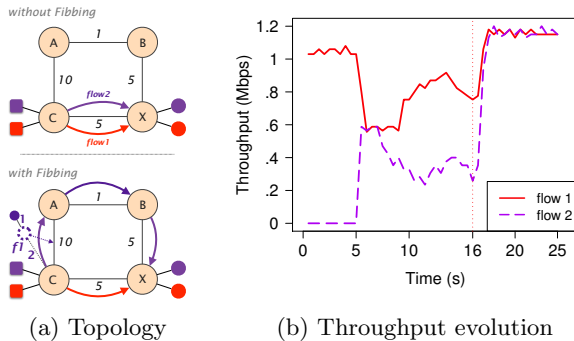 without Fibbing
A
1
B
10
5
flow2
C
5
X
flow1
with Fibbing
A
1
B
1
f1
10
5
2
C
5
X
(a) Topology
Throughput (Mbps)
1.2
1
.8
.6
.4
.2
0
flow 1
flow 2
0
5
10
16
20
25
Time (s)
(b) Throughput evolution